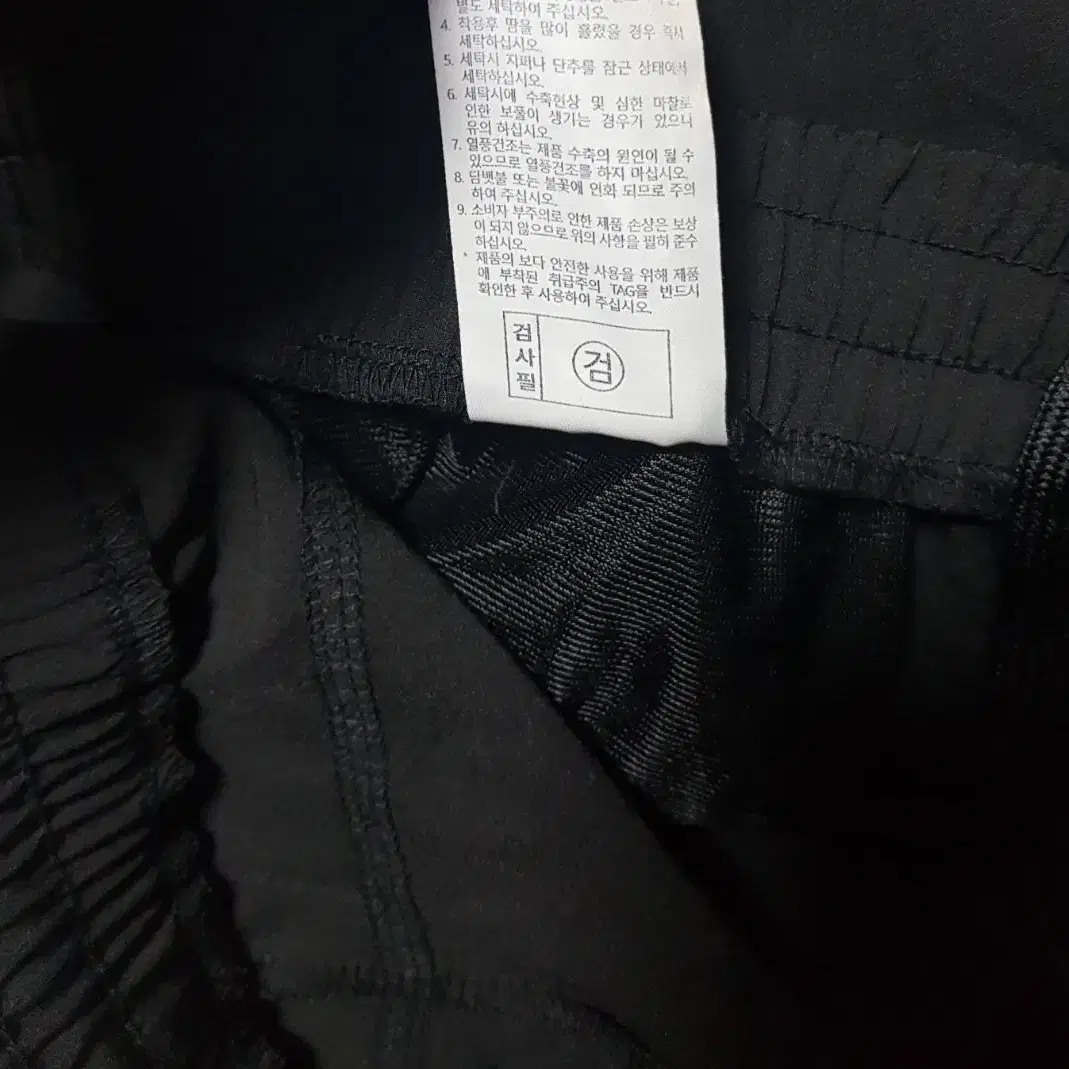 별도 세탁하여 주십시오.
4. 착용후 땀을 많이 흘렸을 경우 즉시
세탁하십시오.
5. 세탁시 지퍼나 단추를 잠근 상태에서
세탁하십시오.
6. 세탁시에 수축현상 및 심한 마찰로
인한 보풀이 생기는 경우가 있으니
유의 하십시오.
7. 열풍건조는 제품 수축의 원인이 될 수
있으므로 열풍건조를 하지 마십시오.
8. 담뱃불 또는 불꽃에 인화 되므로 주의
하여 주십시오.
9. 소비자 부주의로 인한 제품 손상은 보상
이 되지 않으므로 위의 사항을 필히 준수
하십시오.
* 제품의 보다 안전한 사용을 위해 제품
에 부착된 취급주의 TAG을 반드시
확인한 후 사용하여 주십시오.
검사필
검